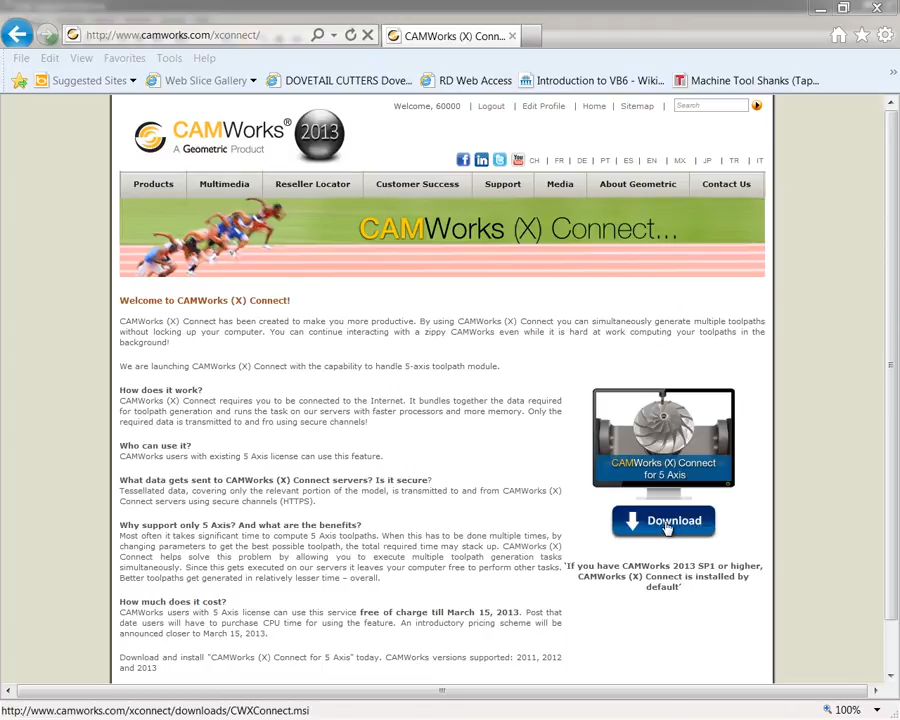 http://www.camworks.com/xconnect/
CAMWorks (X) Conn...
File Edit View Favorites Tools Help
Suggested Sites Web Slice Gallery DOVETAIL CUTTERS Dove... RD Web Access Introduction to VB6 - Wiki... Machine Tool Shanks (Tap... »
Welcome, 60000 | Logout | Edit Profile | Home | Sitemap | Search
CAMWorks® 2013
A Geometric Product
CH | FR | DE | PT | ES | EN | MX | JP | TR | IT
Products Multimedia Reseller Locator Customer Success Support Media About Geometric Contact Us
CAMWorks (X) Connect...
Welcome to CAMWorks (X) Connect!
CAMWorks (X) Connect has been created to make you more productive. By using CAMWorks (X) Connect you can simultaneously generate multiple toolpaths
without locking up your computer. You can continue interacting with a zippy CAMWorks even while it is hard at work computing your toolpaths in the
background!
We are launching CAMWorks (X) Connect with the capability to handle 5-axis toolpath module.
How does it work?
CAMWorks (X) Connect requires you to be connected to the Internet. It bundles together the data required
for toolpath generation and runs the task on our servers with faster processors and more memory. Only the
required data is transmitted to and fro using secure channels!
Who can use it?
CAMWorks users with existing 5 Axis license can use this feature.
What data gets sent to CAMWorks (X) Connect servers? Is it secure?
Tessellated data, covering only the relevant portion of the model, is transmitted to and from CAMWorks (X)
Connect servers using secure channels (HTTPS).
Why support only 5 Axis? And what are the benefits?
Most often it takes significant time to compute 5 Axis toolpaths. When this has to be done multiple times, by
changing parameters to get the best possible toolpath, the total required time may stack up. CAMWorks (X)
Connect helps solve this problem by allowing you to execute multiple toolpath generation tasks
simultaneously. Since this gets executed on our servers it leaves your computer free to perform other tasks.
Better toolpaths get generated in relatively lesser time – overall.
How much does it cost?
CAMWorks users with 5 Axis license can use this service free of charge till March 15, 2013. Post that
date users will have to purchase CPU time for using the feature. An introductory pricing scheme will be
announced closer to March 15, 2013.
Download and install "CAMWorks (X) Connect for 5 Axis" today. CAMWorks versions supported: 2011, 2012
and 2013
CAMWorks (X) Connect
for 5 Axis
Download
'If you have CAMWorks 2013 SP1 or higher,
CAMWorks (X) Connect is installed by
default'
http://www.camworks.com/xconnect/downloads/CWXConnect.msi
100%